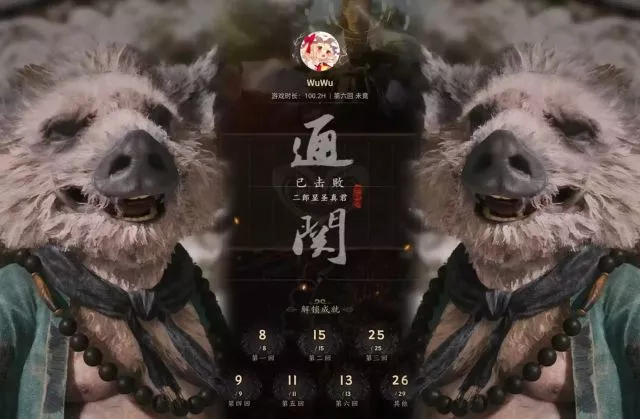 WuWu
游戏时长：100.2H ｜ 第六回 未竟
通
已击败
二郎显圣真君
關
解锁成就
8
/8
第一回
15
/15
第二回
25
/25
第三回
9
/9
第四回
11
/11
第五回
13
/13
第六回
26
/29
其他